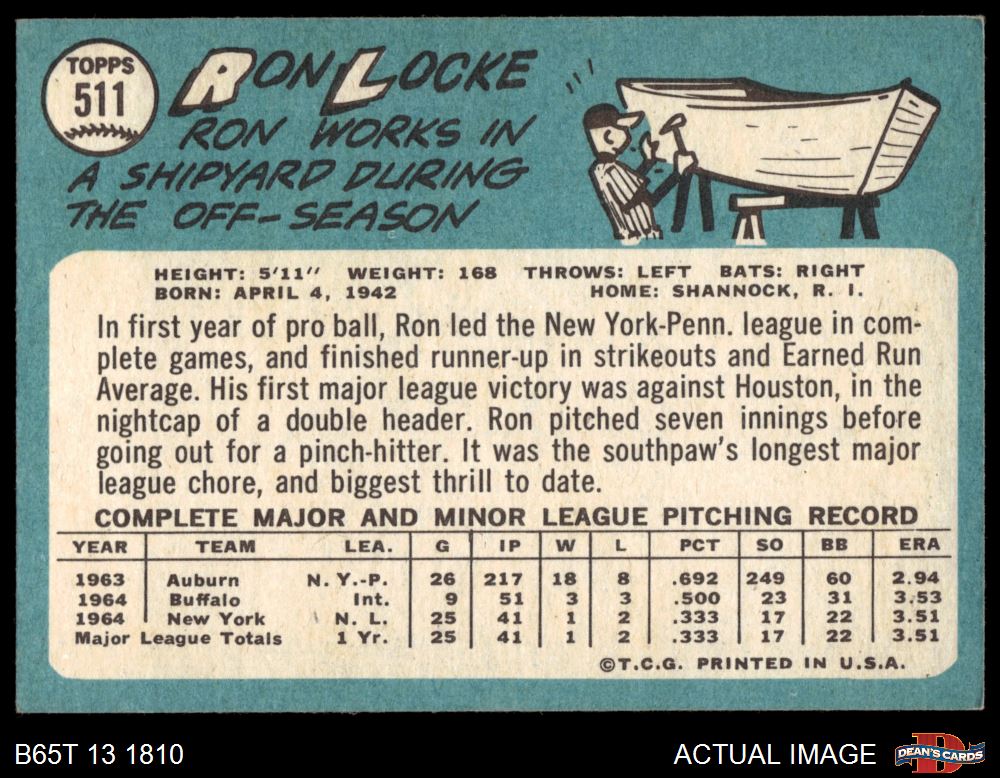 TOPPS
511
RON LOCKE
RON WORKS IN
A SHIPYARD DURING
THE OFF-SEASON
HEIGHT: 5'11" WEIGHT: 168 THROWS: LEFT BATS: RIGHT
BORN: APRIL 4, 1942 HOME: SHANNOCK, R. I.
In first year of pro ball, Ron led the New York-Penn. league in com-
plete games, and finished runner-up in strikeouts and Earned Run
Average. His first major league victory was against Houston, in the
nightcap of a double header. Ron pitched seven innings before
going out for a pinch-hitter. It was the southpaw's longest major
league chore, and biggest thrill to date.
COMPLETE MAJOR AND MINOR LEAGUE PITCHING RECORD
YEAR TEAM LEA. G IP W L PCT SO BB ERA
1963 Auburn N. Y.-P. 26 217 18 8 .692 249 60 2.94
1964 Buffalo Int. 9 51 3 3 .500 23 31 3.53
1964 New York N. L. 25 41 1 2 .333 17 22 3.51
Major League Totals 1 Yr. 25 41 1 2 .333 17 22 3.51
©T.C.G. PRINTED IN U.S.A.
B65T 13 1810 ACTUAL IMAGE
DEAN'S CARDS